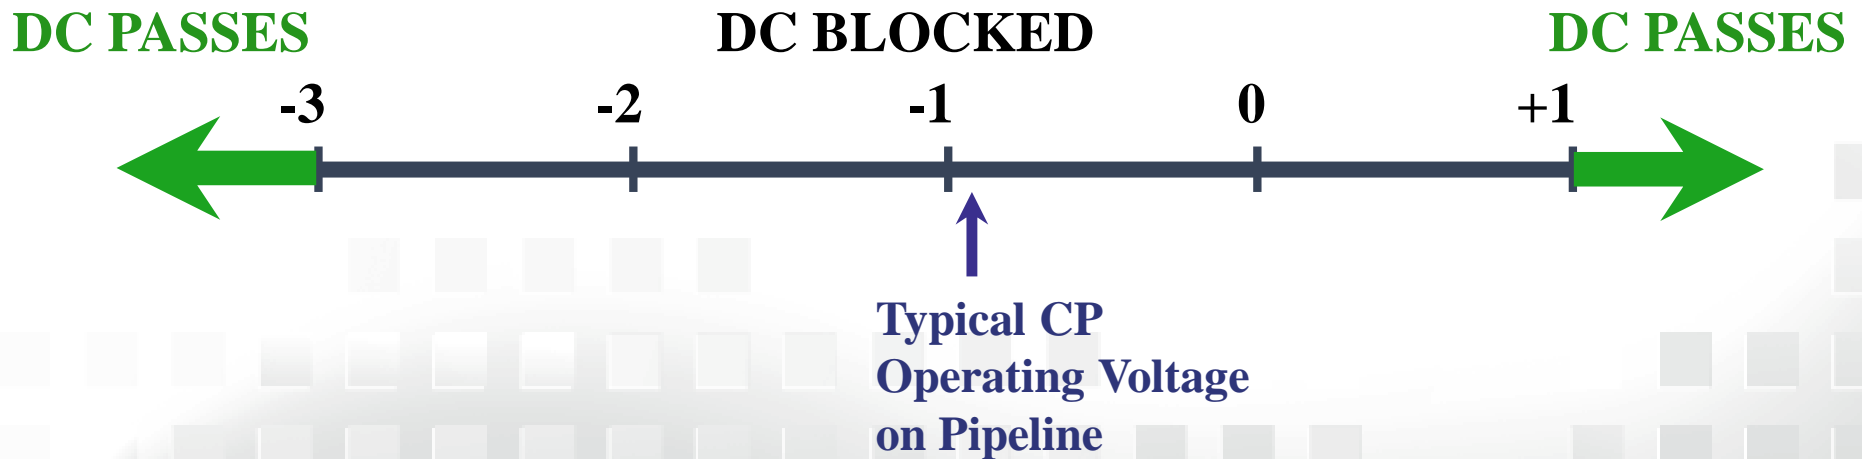 DC PASSES DC BLOCKED DC PASSES
-3 -2 -1 0 +1
Typical CP
Operating Voltage
on Pipeline